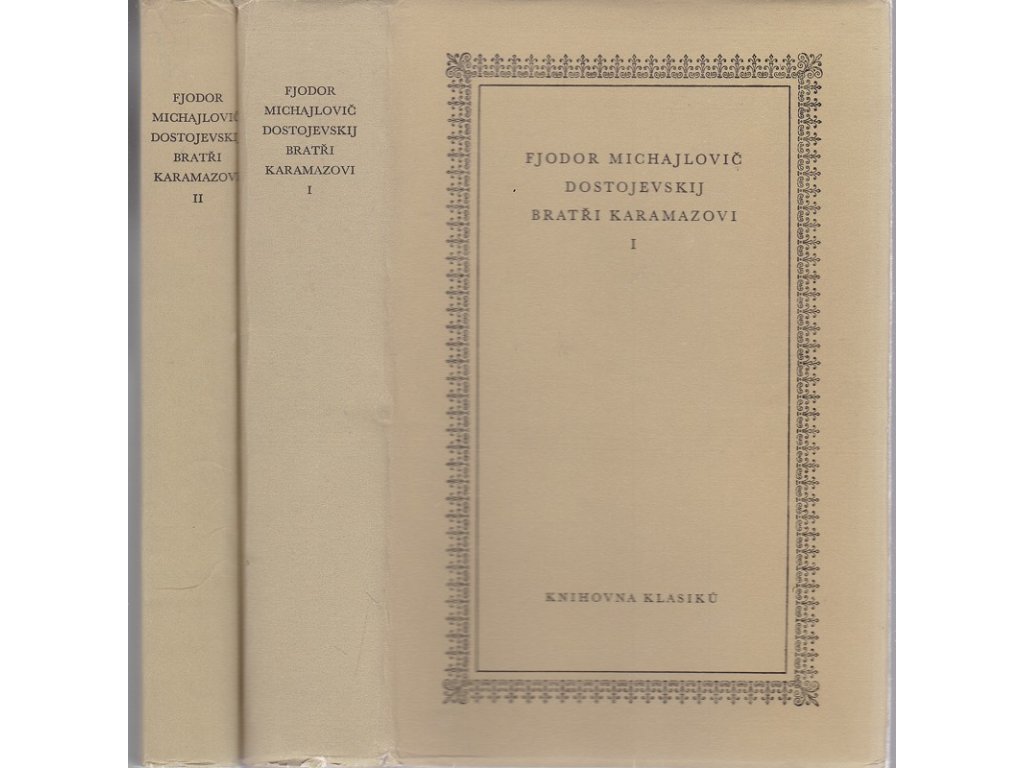 FJODOR
MICHAJLOVIČ
DOSTOJEVSKIJ
BRATŘI
KARAMAZOVI
II
FJODOR
MICHAJLOVIČ
DOSTOJEVSKIJ
BRATŘI
KARAMAZOVI
I
FJODOR MICHAJLOVIČ
DOSTOJEVSKIJ
BRATŘI KARAMAZOVI
I
KNIHOVNA KLASIKŮ